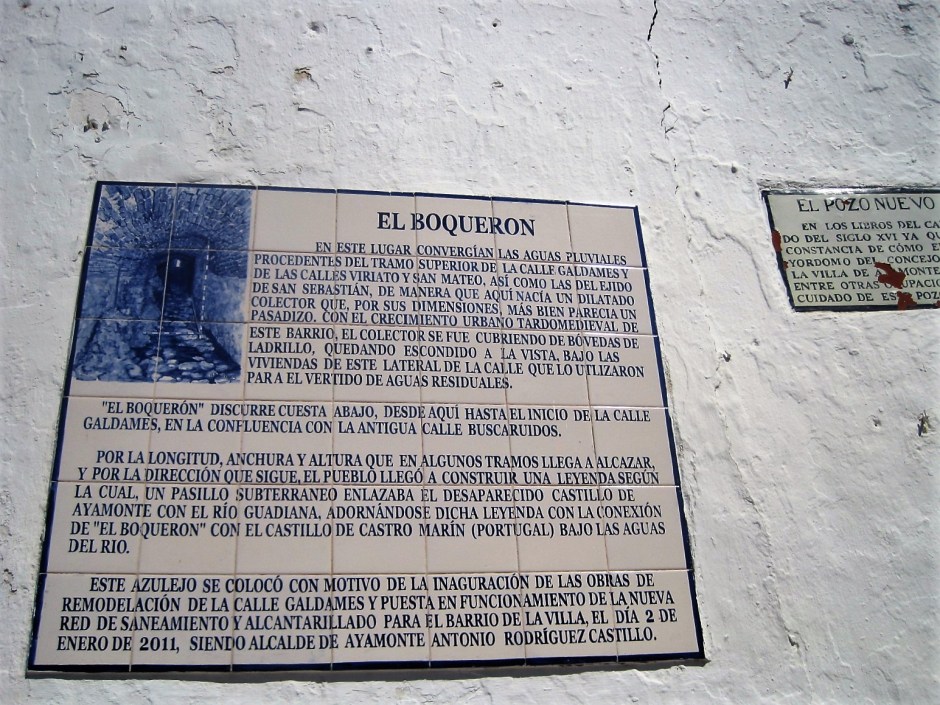 EL BOQUERON
EN ESTE LUGAR CONVERGÍAN LAS AGUAS PLUVIALES
PROCEDENTES DEL TRAMO SUPERIOR DE LA CALLE GALDAMES Y
DE LAS CALLES VIRIATO Y SAN MATEO, ASÍ COMO LAS DEL EJIDO
DE SAN SEBASTIÁN, DE MANERA QUE AQUÍ NACÍA UN DILATADO
COLECTOR QUE, POR SUS DIMENSIONES, MÁS BIEN PARECIA UN
PASADIZO. CON EL CRECIMIENTO URBANO TARDOMEDIEVAL DE
ESTE BARRIO, EL COLECTOR SE FUE CUBRIENDO DE BÓVEDAS DE
LADRILLO, QUEDANDO ESCONDIDO A LA VISTA, BAJO LAS
VIVIENDAS DE ESTE LATERAL DE LA CALLE QUE LO UTILIZARON
PARA EL VERTIDO DE AGUAS RESIDUALES.
"EL BOQUERÓN" DISCURRE CUESTA ABAJO, DESDE AQUÍ HASTA EL INICIO DE LA CALLE
GALDAMES, EN LA CONFLUENCIA CON LA ANTIGUA CALLE BUSCARUIDOS.
POR LA LONGITUD, ANCHURA Y ALTURA QUE EN ALGUNOS TRAMOS LLEGA A ALCAZAR,
Y POR LA DIRECCIÓN QUE SIGUE, EL PUEBLO LLEGÓ A CONSTRUIR UNA LEYENDA SEGÚN
LA CUAL, UN PASILLO SUBTERRANEO ENLAZABA EL DESAPARECIDO CASTILLO DE
AYAMONTE CON EL RÍO GUADIANA, ADORNÁNDOSE DICHA LEYENDA CON LA CONEXIÓN
DE "EL BOQUERON" CON EL CASTILLO DE CASTRO MARÍN (PORTUGAL) BAJO LAS AGUAS
DEL RIO.
ESTE AZULEJO SE COLOCÓ CON MOTIVO DE LA INAGURACIÓN DE LAS OBRAS DE
REMODELACIÓN DE LA CALLE GALDAMES Y PUESTA EN FUNCIONAMIENTO DE LA NUEVA
RED DE SANEAMIENTO Y ALCANTARILLADO PARA EL BARRIO DE LA VILLA, EL DÍA 2 DE
ENERO DE 2011, SIENDO ALCALDE DE AYAMONTE ANTONIO RODRÍGUEZ CASTILLO.
EL POZO NUEVO
EN LOS LIBROS DEL CA
DO DEL SIGLO XVI YA QU
CONSTANCIA DE CÓMO E
YORDOMO DEL CONCEJ
LA VILLA DE MONTE
ENTRE OTRAS UPACIO
CUIDADO DE POZ